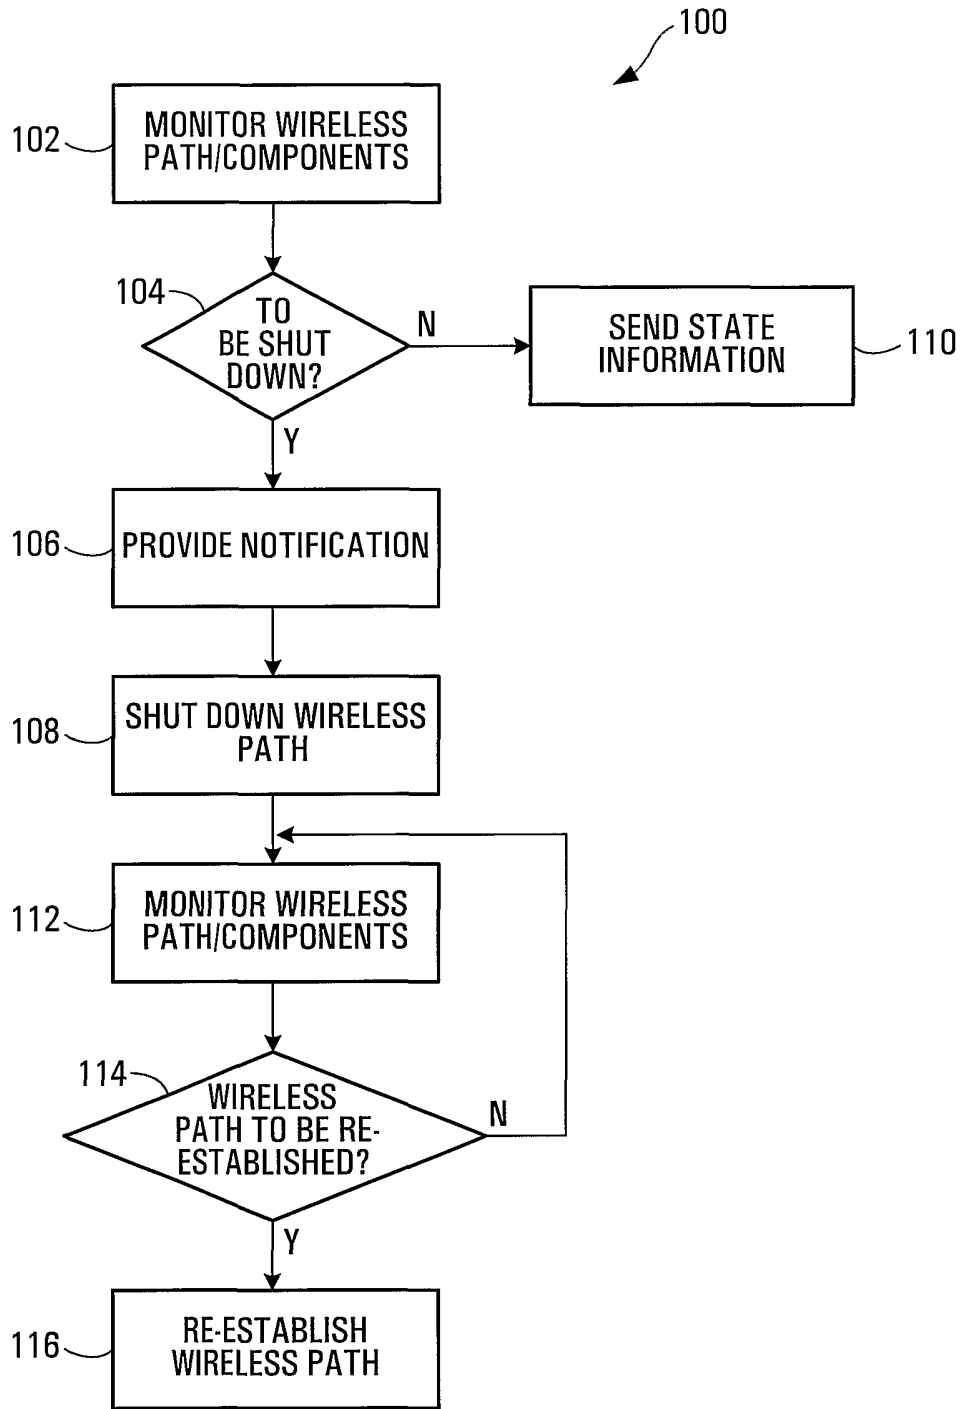 100
102
MONITOR WIRELESS
PATH/COMPONENTS
104
TO
BE SHUT
DOWN?
N
SEND STATE
INFORMATION
110
Y
106
PROVIDE NOTIFICATION
108
SHUT DOWN WIRELESS
PATH
112
MONITOR WIRELESS
PATH/COMPONENTS
114
WIRELESS
PATH TO BE RE-
ESTABLISHED?
N
Y
116
RE-ESTABLISH
WIRELESS PATH